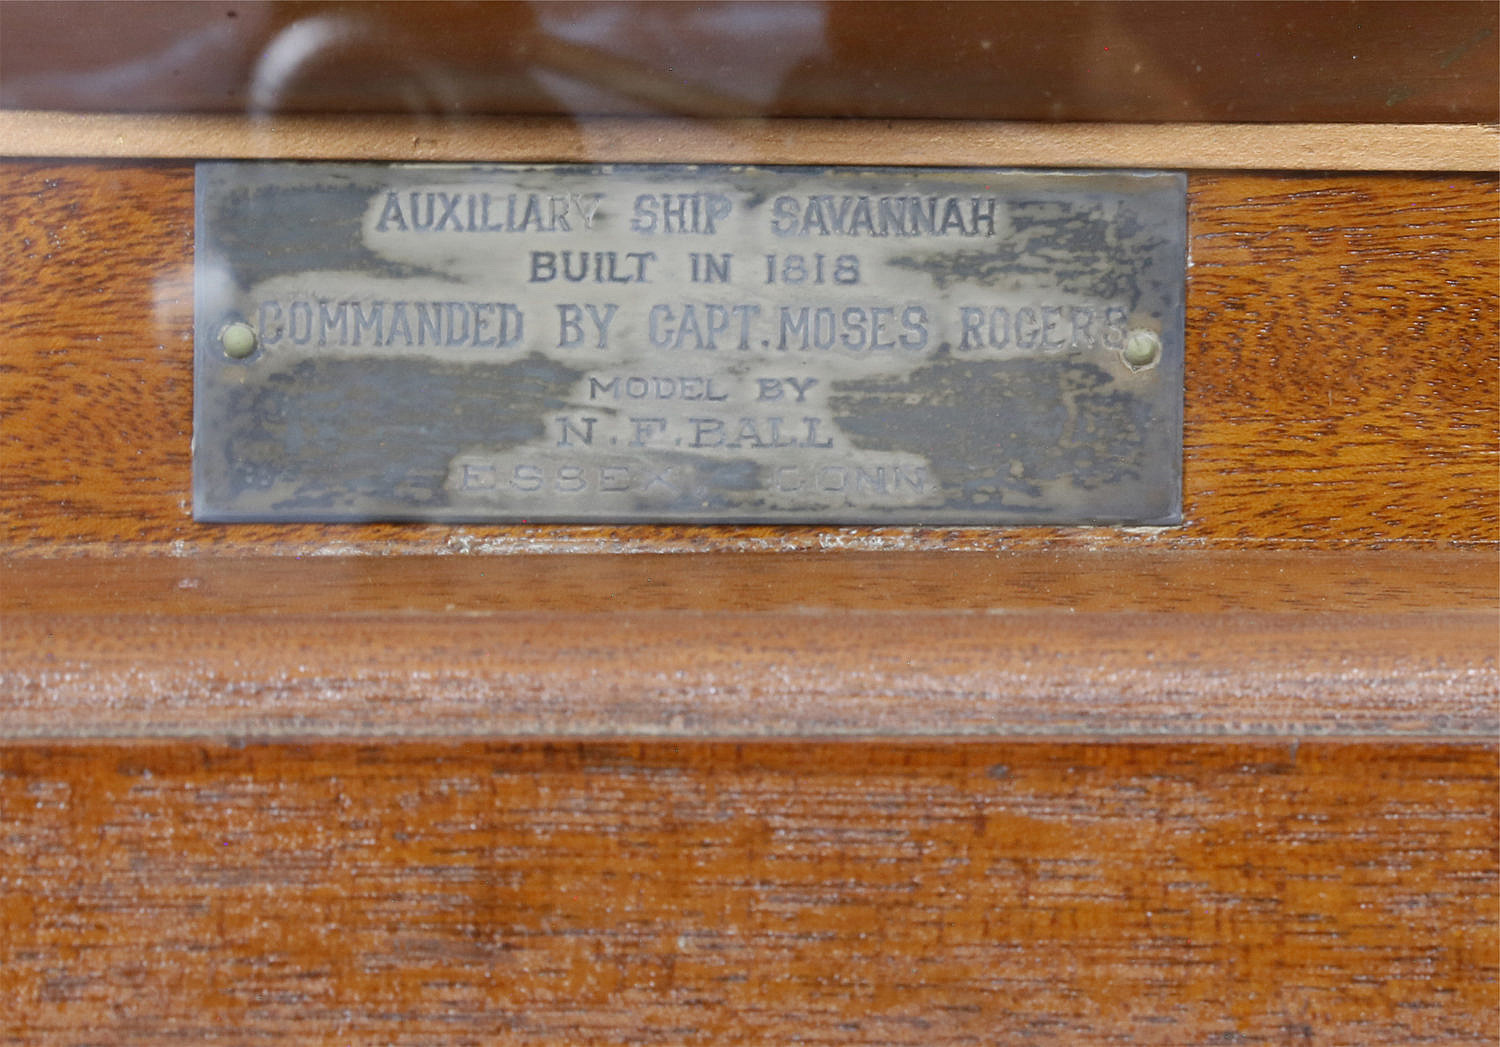 AUXILIARY SHIP SAVANNAH
BUILT IN 1818
COMMANDED BY CAPT. MOSES ROGERS
MODEL BY
N. F. BALL
ESSEX, CONN.